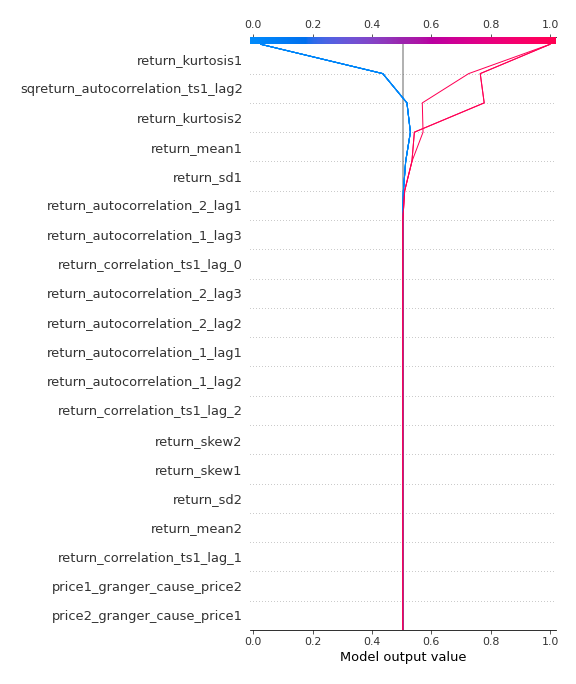 0.0 0.2 0.4 0.6 0.8 1.0
return_kurtosis1
sqreturn_autocorrelation_ts1_lag2
return_kurtosis2
return_mean1
return_sd1
return_autocorrelation_2_lag1
return_autocorrelation_1_lag3
return_correlation_ts1_lag_0
return_autocorrelation_2_lag3
return_autocorrelation_2_lag2
return_autocorrelation_1_lag1
return_autocorrelation_1_lag2
return_correlation_ts1_lag_2
return_skew2
return_skew1
return_sd2
return_mean2
return_correlation_ts1_lag_1
price1_granger_cause_price2
price2_granger_cause_price1
0.0 0.2 0.4 0.6 0.8 1.0
Model output value